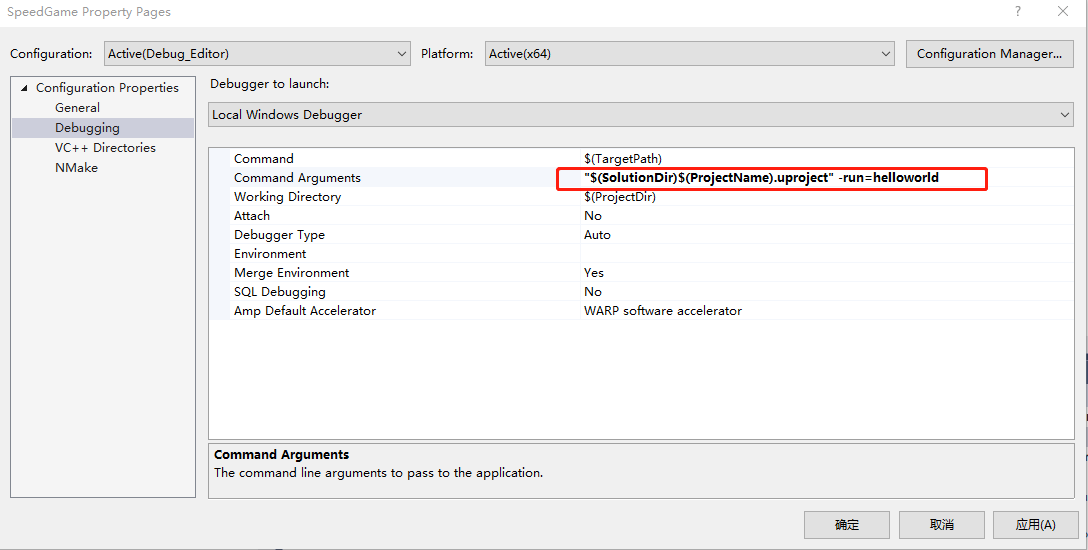 SpeedGame Property Pages
?
Configuration: Active(Debug_Editor) Platform: Active(x64) Configuration Manager...
Configuration Properties
General
Debugging
VC++ Directories
NMake
Debugger to launch:
Local Windows Debugger
Command $(TargetPath)
Command Arguments "$(SolutionDir)$(ProjectName).uproject" -run=helloworld
Working Directory $(ProjectDir)
Attach No
Debugger Type Auto
Environment
Merge Environment Yes
SQL Debugging No
Amp Default Accelerator WARP software accelerator
Command Arguments
The command line arguments to pass to the application.
确定 取消 应用(A)